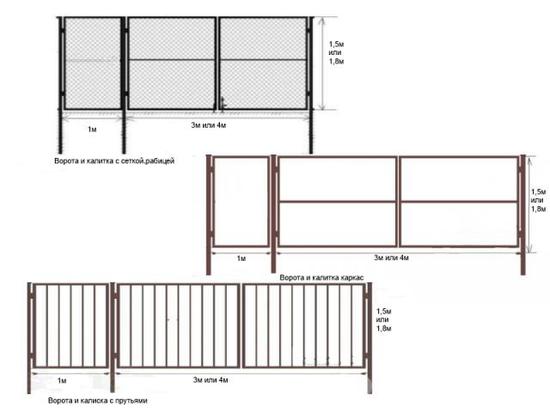 1,5м
или
1,8м
1м
3м или 4м
Ворота и калитка с сеткой.рабицей
1,5м
или
1,8м
1м
3м или 4м
Ворота и калитка каркас
1,5м
или
1,8м
1м
3м или 4м
Ворота и калиска с прутьями